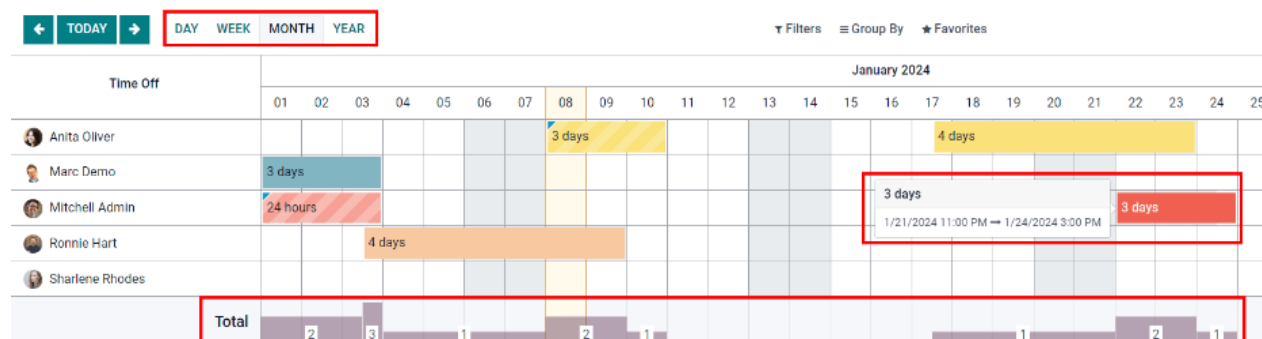 TODAY DAY WEEK MONTH YEAR Filters Group By Favorites
Time Off January 2024
01 02 03 04 05 06 07 08 09 10 11 12 13 14 15 16 17 18 19 20 21 22 23 24 25
Anita Oliver 3 days 4 days
Marc Demo 3 days
Mitchell Admin 24 hours 3 days 3 days
1/21/2024 11:00 PM ➞ 1/24/2024 3:00 PM
Ronnie Hart 4 days
Sharlene Rhodes
Total 2 3 1 2 1 1 2 1